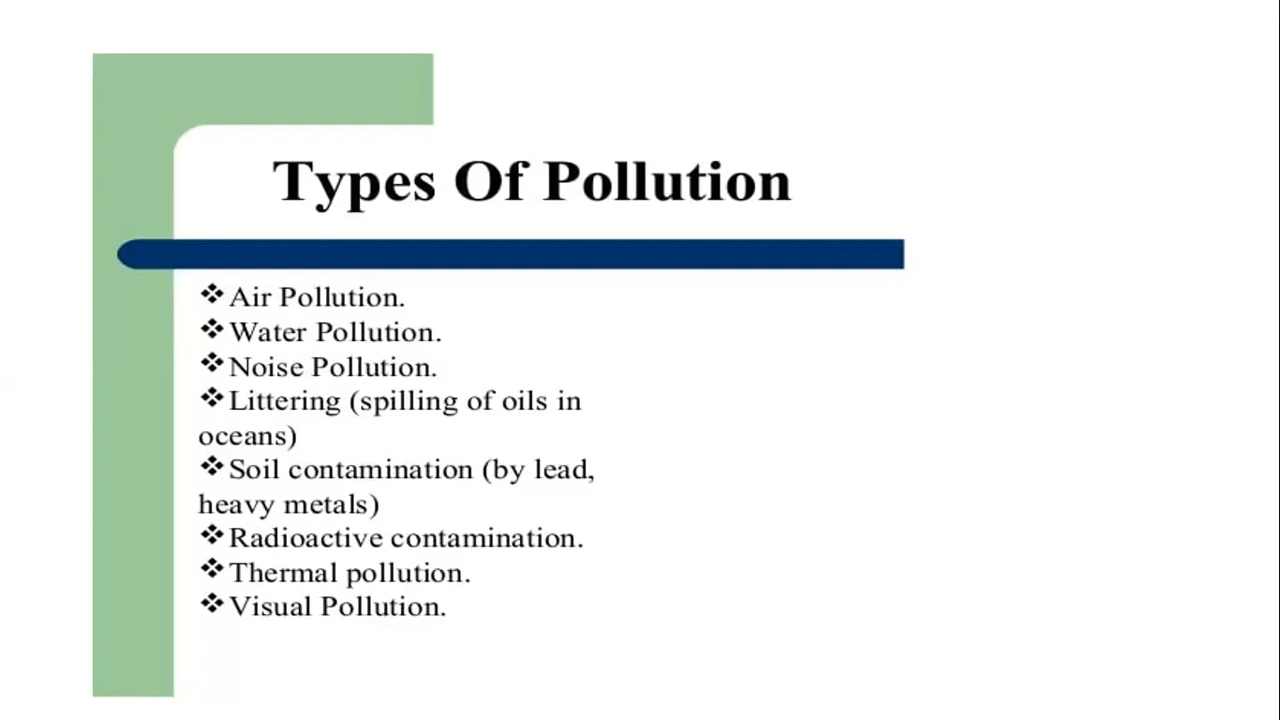 Types Of Pollution
❖Air Pollution.
❖Water Pollution.
❖Noise Pollution.
❖Littering (spilling of oils in
oceans)
❖Soil contamination (by lead,
heavy metals)
❖Radioactive contamination.
❖Thermal pollution.
❖Visual Pollution.